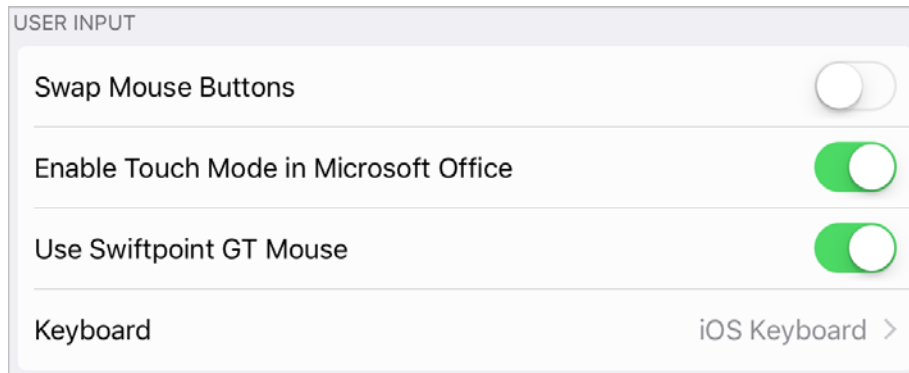 USER INPUT
Swap Mouse Buttons
Enable Touch Mode in Microsoft Office
Use Swiftpoint GT Mouse
Keyboard iOS Keyboard >